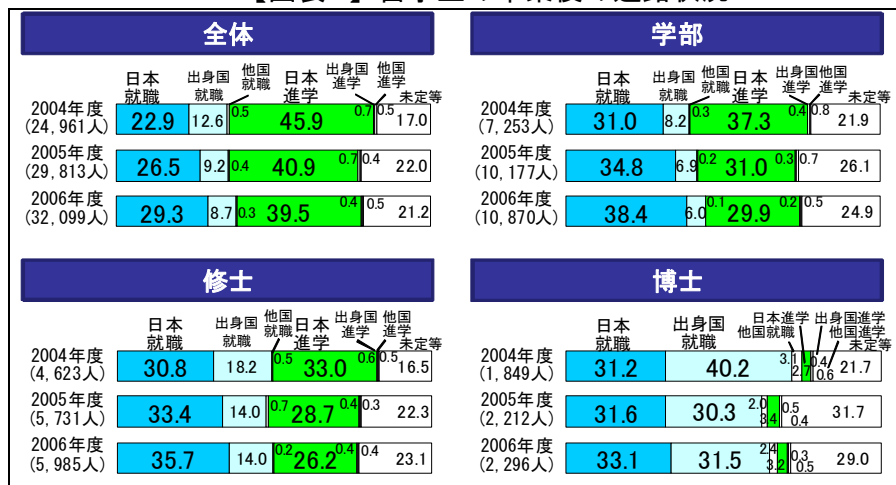 全体
日本
就職
出身国
就職
他国
就職
日本
進学
出身国
進学
他国
進学
未定等
2004年度
(24,961人)
22.9 12.6 0.5 45.9 0.7 0.5 17.0
2005年度
(29,813人)
26.5 9.2 0.4 40.9 0.7 0.4 22.0
2006年度
(32,099人)
29.3 8.7 0.3 39.5 0.4 0.5 21.2
学部
日本
就職
出身国
就職
他国
就職
日本
進学
出身国
進学
他国
進学
未定等
2004年度
(7,253人)
31.0 8.2 0.3 37.3 0.4 0.8 21.9
2005年度
(10,177人)
34.8 6.9 0.2 31.0 0.3 0.7 26.1
2006年度
(10,870人)
38.4 6.0 0.1 29.9 0.2 0.5 24.9
修士
日本
就職
出身国
就職
他国
就職
日本
進学
出身国
進学
他国
進学
2004年度
(4,623人)
30.8 18.2 0.5 33.0 0.6 0.5 16.5
2005年度
(5,731人)
33.4 14.0 0.7 28.7 0.4 0.3 22.3
2006年度
(5,985人)
35.7 14.0 0.2 26.2 0.4 0.4 23.1
博士
日本
就職
出身国
就職
日本進学
他国就職
出身国進学
他国進学
未定等
2004年度
(1,849人)
31.2 40.2 3.1 2.7 0.4 0.6 21.7
2005年度
(2,212人)
31.6 30.3 2.0 3.4 0.5 0.4 31.7
2006年度
(2,296人)
33.1 31.5 2.4 3.2 0.3 0.5 29.0